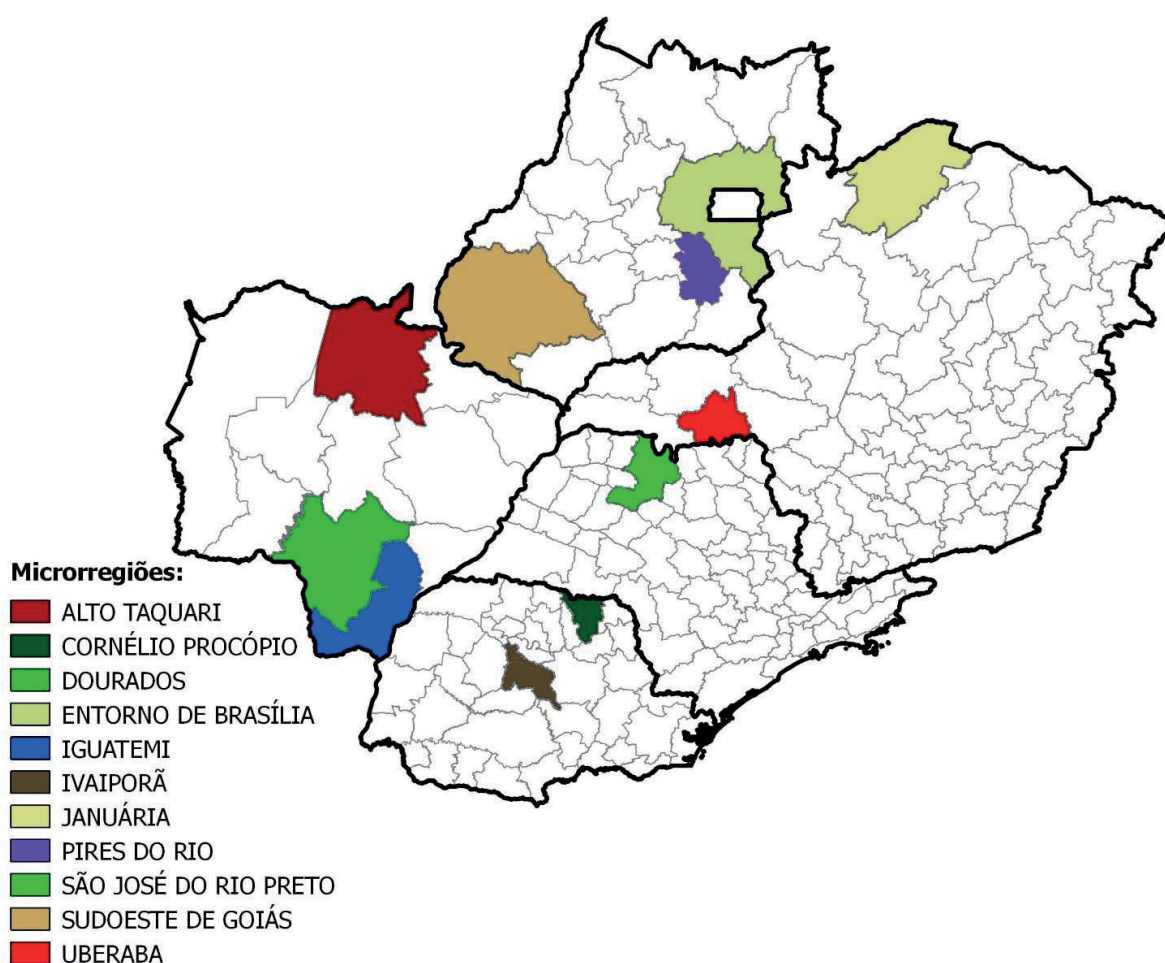 Microrregiões:
ALTO TAQUARI
CORNÉLIO PROCÓPIO
DOURADOS
ENTORNO DE BRASÍLIA
IGUATEMI
IVAIPORÃ
JANUÁRIA
PIRES DO RIO
SÃO JOSÉ DO RIO PRETO
SUDOESTE DE GOIÁS
UBERABA